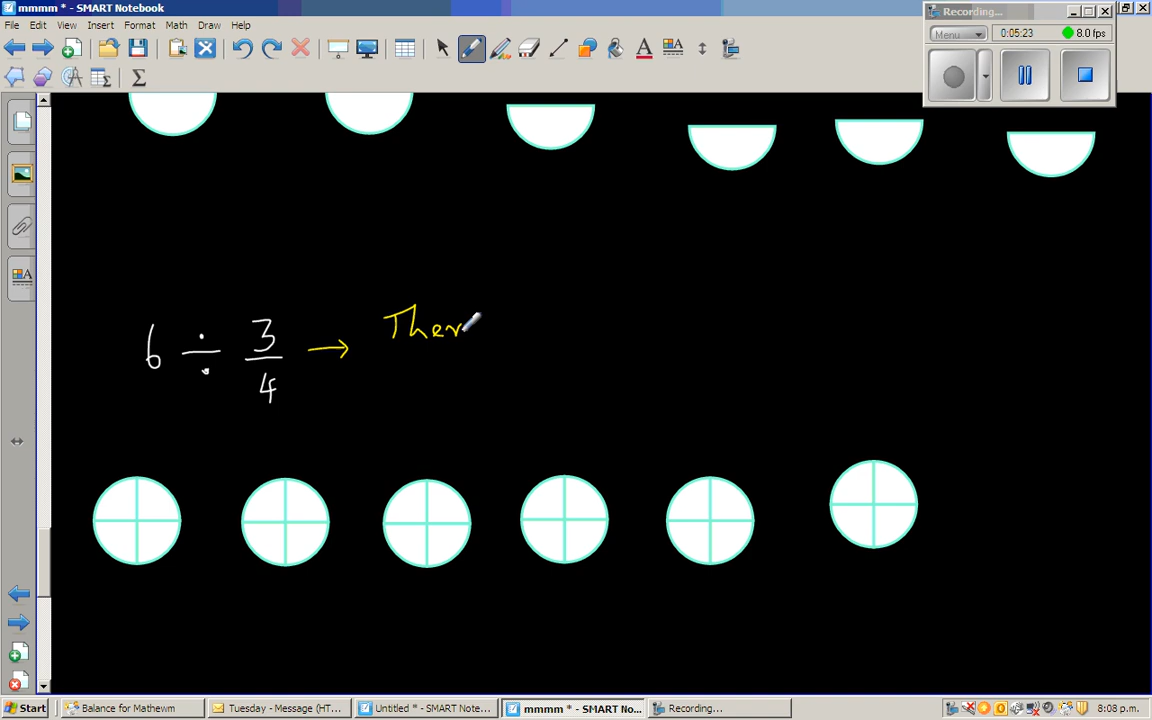 mmmm * - SMART Notebook
File Edit View Insert Format Math Draw Help
Recording...
Menu 0:05:23 8.0 fps
6 ÷ 3/4 → Ther
Start Balance for Mathewm Tuesday - Message (HT... Untitled * - SMART Note... mmmm * - SMART No... Recording... 8:08 p.m.